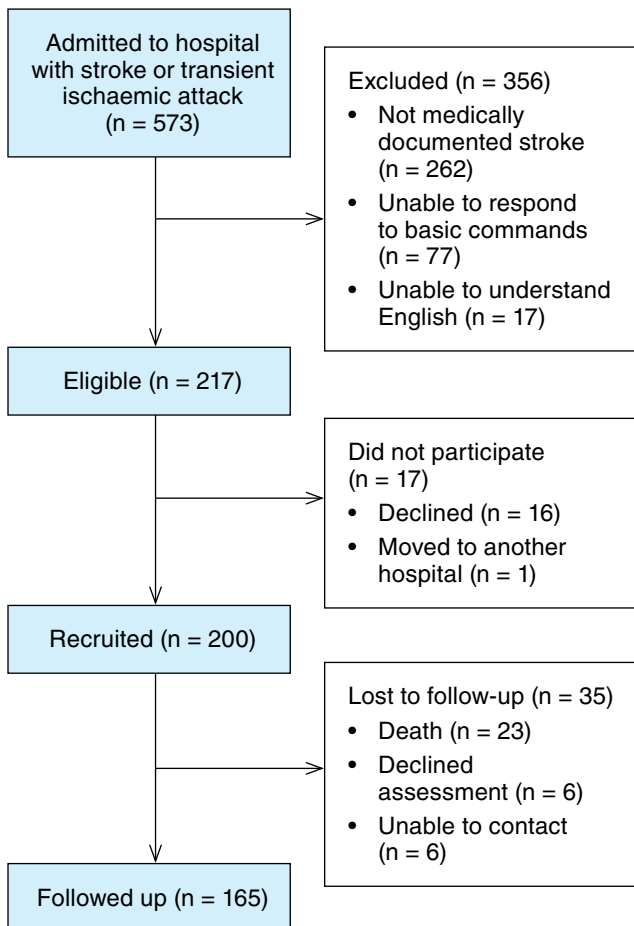 Admitted to hospital
with stroke or transient
ischaemic attack
(n = 573)
Excluded (n = 356)
• Not medically
documented stroke
(n = 262)
• Unable to respond
to basic commands
(n = 77)
• Unable to understand
English (n = 17)
Eligible (n = 217)
Did not participate
(n = 17)
• Declined (n = 16)
• Moved to another
hospital (n = 1)
Recruited (n = 200)
Lost to follow-up (n = 35)
• Death (n = 23)
• Declined
assessment (n = 6)
• Unable to contact
(n = 6)
Followed up (n = 165)